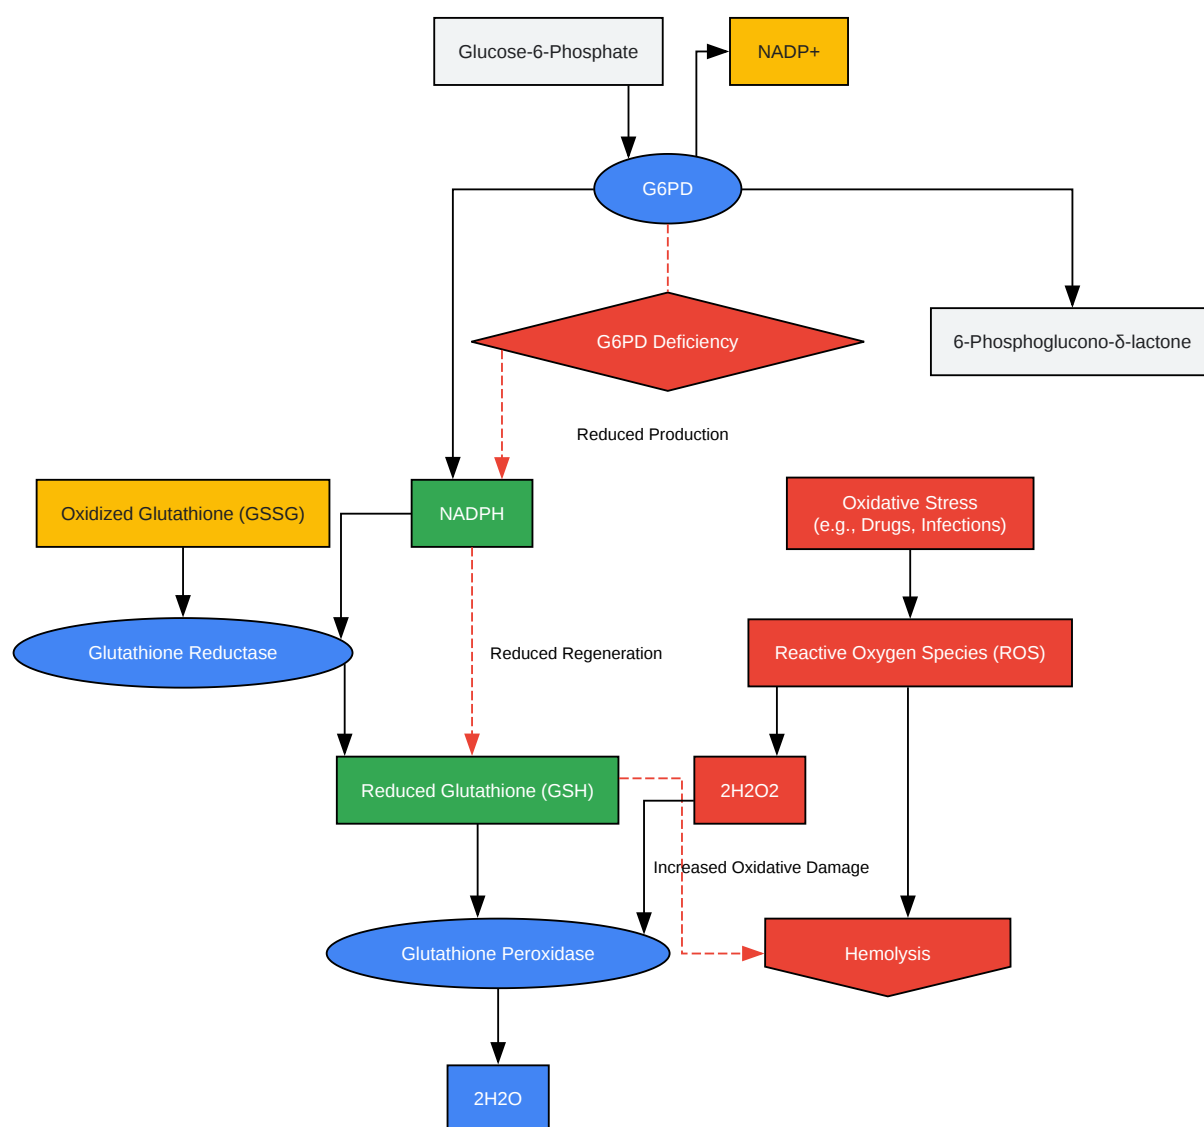 Glucose-6-Phosphate
NADP+
G6PD
G6PD Deficiency
6-Phosphoglucono-δ-lactone
Reduced Production
Oxidized Glutathione (GSSG)
NADPH
Oxidative Stress
(e.g., Drugs, Infections)
Glutathione Reductase
Reduced Regeneration
Reactive Oxygen Species (ROS)
Reduced Glutathione (GSH)
2H2O2
Increased Oxidative Damage
Glutathione Peroxidase
Hemolysis
2H2O